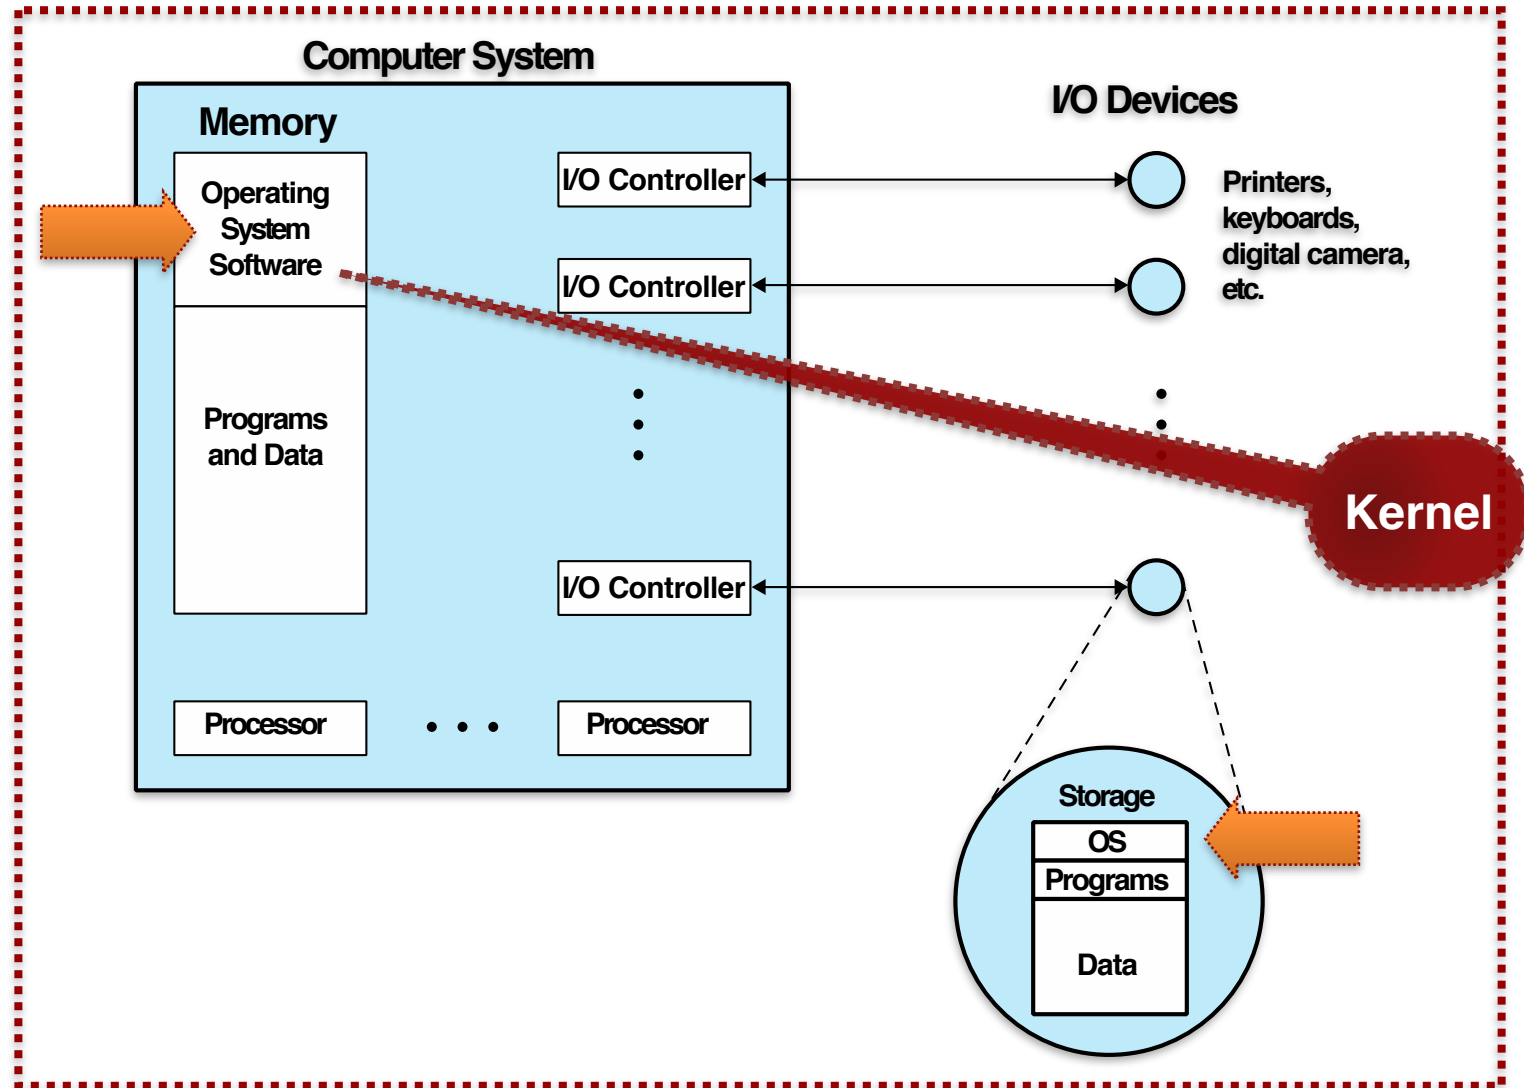 Computer System
I/O Devices
Memory
Operating
System
Software
I/O Controller
Printers,
keyboards,
digital camera,
etc.
I/O Controller
Programs
and Data
Kernel
I/O Controller
Processor
Processor
Storage
OS
Programs
Data